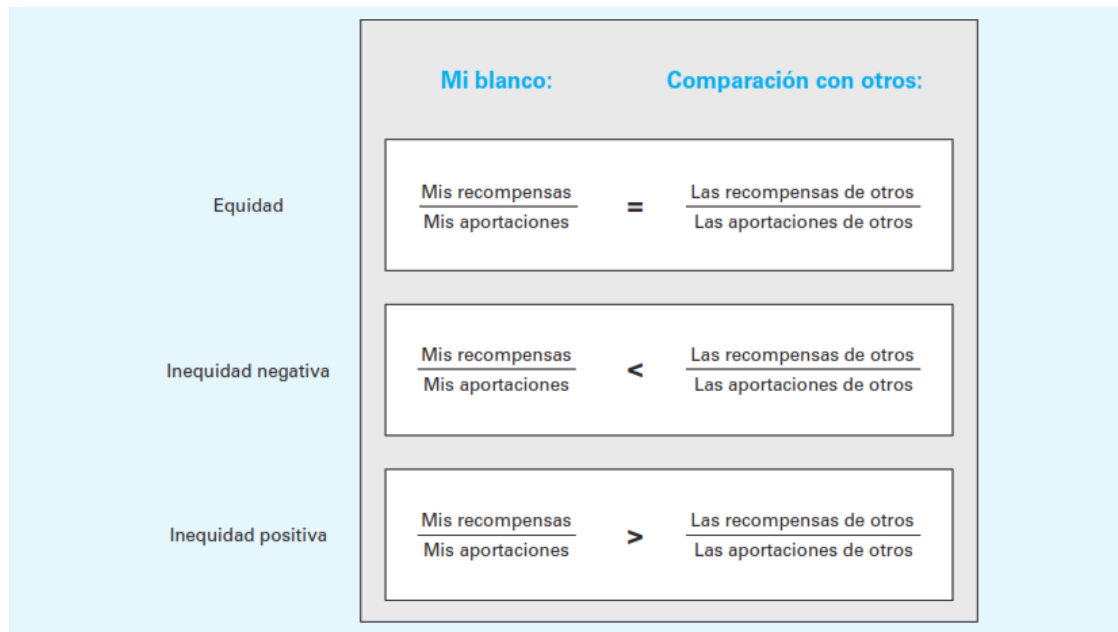 Mi blanco: Comparación con otros:
Equidad
Mis recompensas = Las recompensas de otros
Mis aportaciones Las aportaciones de otros
Inequidad negativa
Mis recompensas < Las recompensas de otros
Mis aportaciones Las aportaciones de otros
Inequidad positiva
Mis recompensas > Las recompensas de otros
Mis aportaciones Las aportaciones de otros